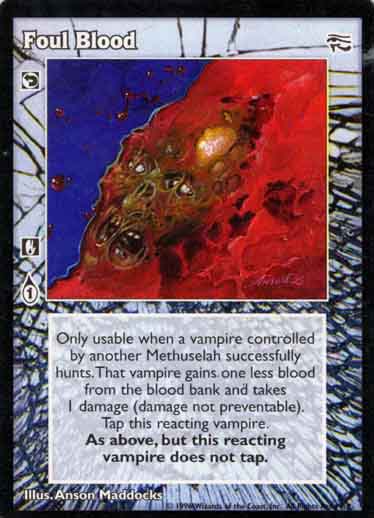 Foul Blood
1
Only usable when a vampire controlled
by another Methuselah successfully
hunts. That vampire gains one less blood
from the blood bank and takes
1 damage (damage not preventable).
Tap this reacting vampire.
As above, but this reacting
vampire does not tap.
Illus. Anson Maddocks
Wizards of the Coast, Inc. All Rights